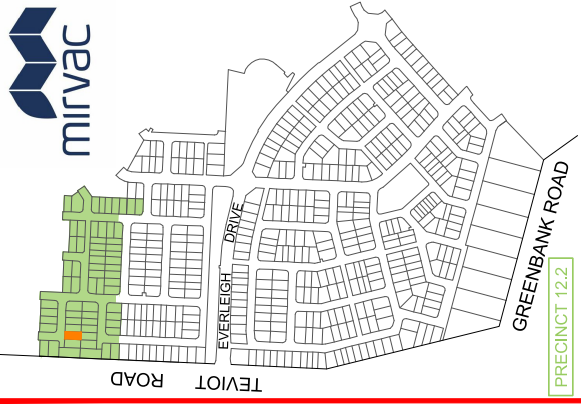 mirvac
EVERLEIGH DRIVE
GREENBANK ROAD
PRECINCT 12.2
TEVIOT ROAD